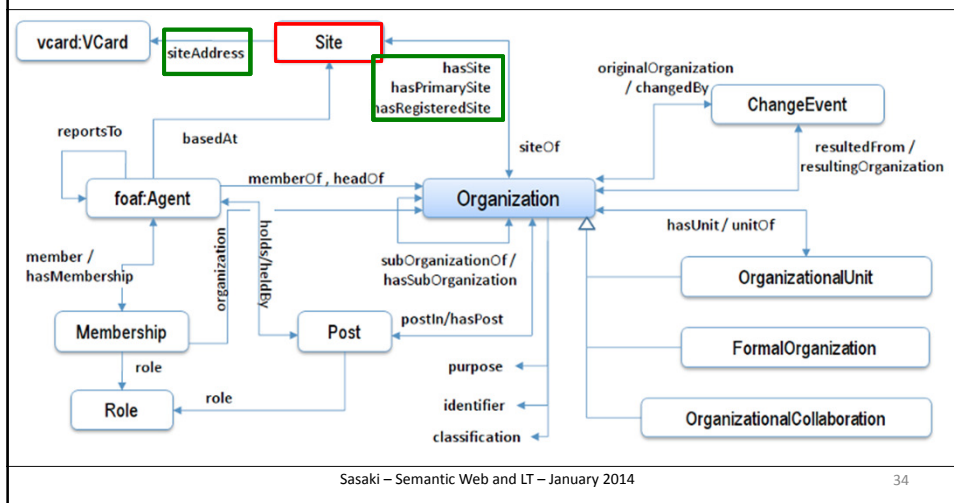 vcard:VCard
siteAddress
Site
hasSite
hasPrimarySite
hasRegisteredSite
siteOf
originalOrganization
/ changedBy
ChangeEvent
resultedFrom /
resultingOrganization
reportsTo
basedAt
foaf:Agent
memberOf , headOf
Organization
hasUnit / unitOf
member /
hasMembership
organization
holds/heldBy
subOrganizationOf /
hasSubOrganization
OrganizationalUnit
Membership
Post
postIn/hasPost
FormalOrganization
role
purpose
Role
role
identifier
OrganizationalCollaboration
classification
Sasaki – Semantic Web and LT – January 2014
34